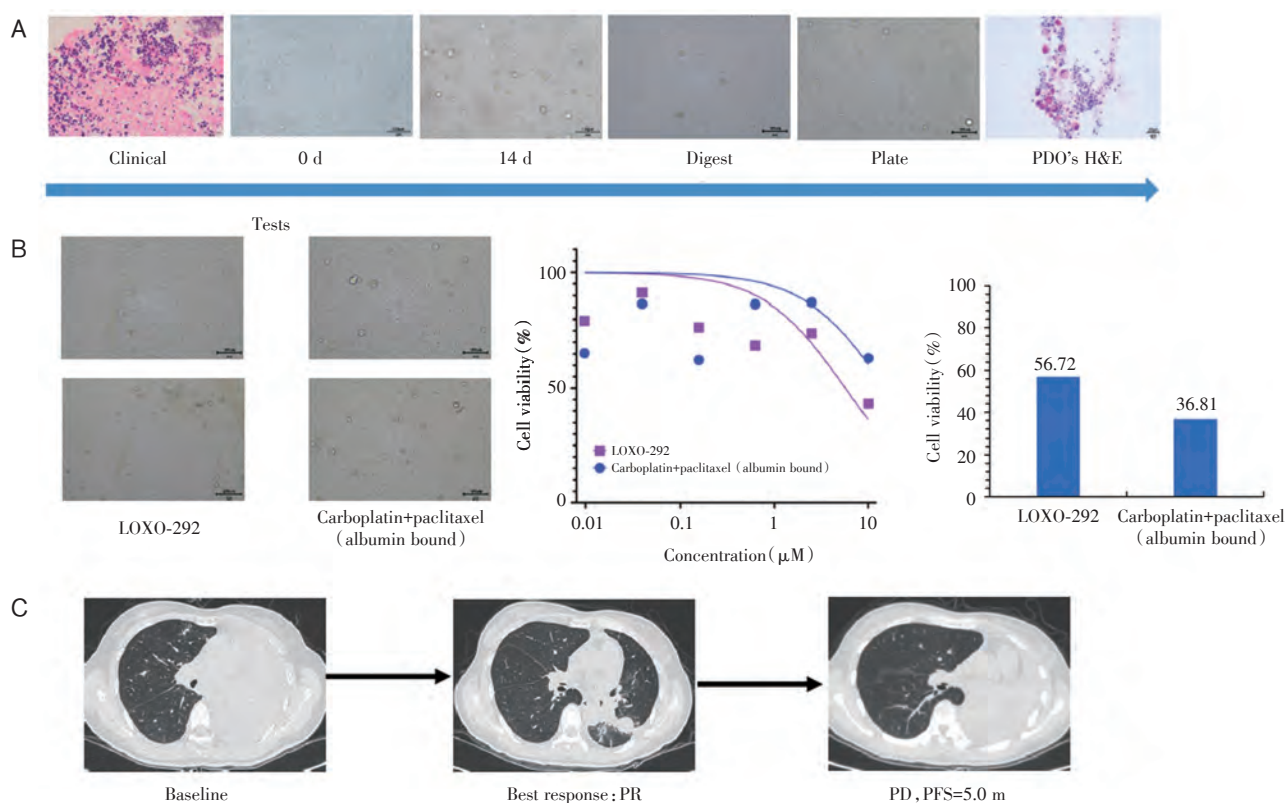 A
Clinical
0 d
14 d
Digest
Plate
PDO's H&E
Tests
B
LOXO-292
Carboplatin+paclitaxel
(albumin bound)
Cell viability(%)
100
50
0
LOXO-292
Carboplatin+paclitaxel (albumin bound)
0.01
0.1
1
10
Concentration(μM)
Cell viability(%)
100
80
60
40
20
0
56.72
36.81
LOXO-292
Carboplatin+paclitaxel
(albumin bound)
C
Baseline
Best response:PR
PD, PFS=5.0 m